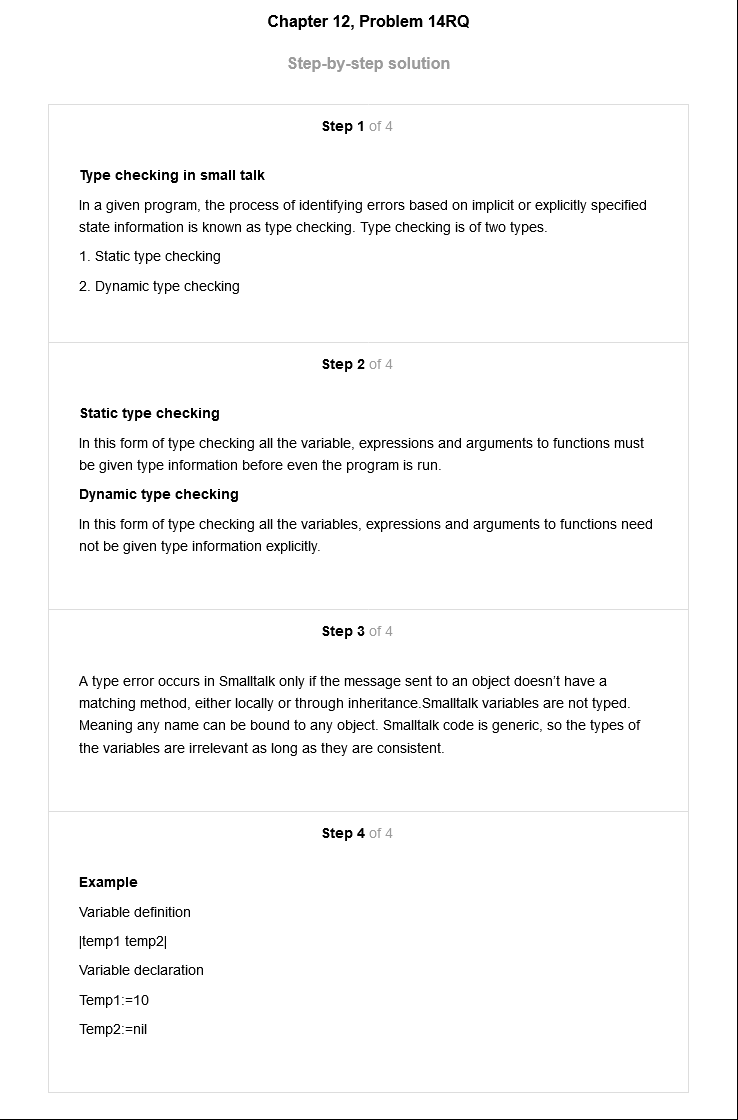 Chapter 12, Problem 14RQ
Step-by-step solution
Step 1 of 4
Type checking in small talk
In a given program, the process of identifying errors based on implicit or explicitly specified
state information is known as type checking. Type checking is of two types.
1. Static type checking
2. Dynamic type checking
Step 2 of 4
Static type checking
In this form of type checking all the variable, expressions and arguments to functions must
be given type information before even the program is run.
Dynamic type checking
In this form of type checking all the variables, expressions and arguments to functions need
not be given type information explicitly.
Step 3 of 4
A type error occurs in Smalltalk only if the message sent to an object doesn’t have a
matching method, either locally or through inheritance.Smalltalk variables are not typed.
Meaning any name can be bound to any object. Smalltalk code is generic, so the types of
the variables are irrelevant as long as they are consistent.
Step 4 of 4
Example
Variable definition
|temp1 temp2|
Variable declaration
Temp1:=10
Temp2:=nil